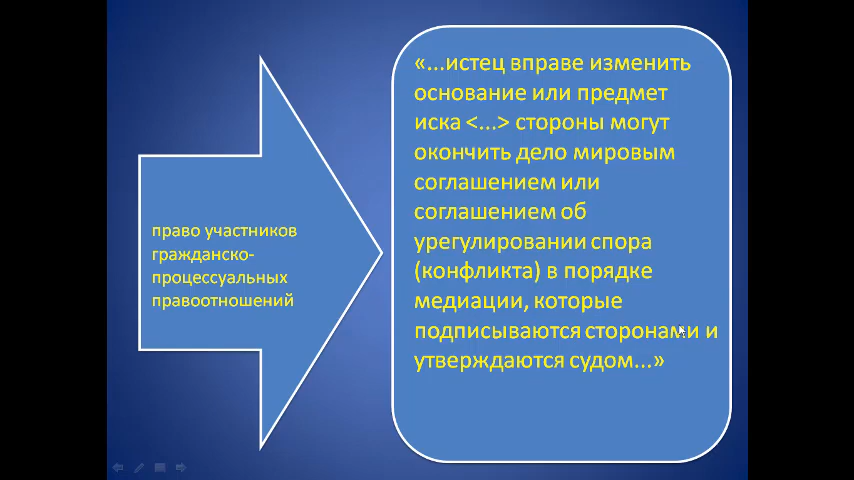 право участников
гражданско-
процессуальных
правоотношений
«...истец вправе изменить
основание или предмет
иска <...> стороны могут
окончить дело мировым
соглашением или
соглашением об
урегулировании спора
(конфликта) в порядке
медиации, которые
подписываются сторонами и
утверждаются судом...»